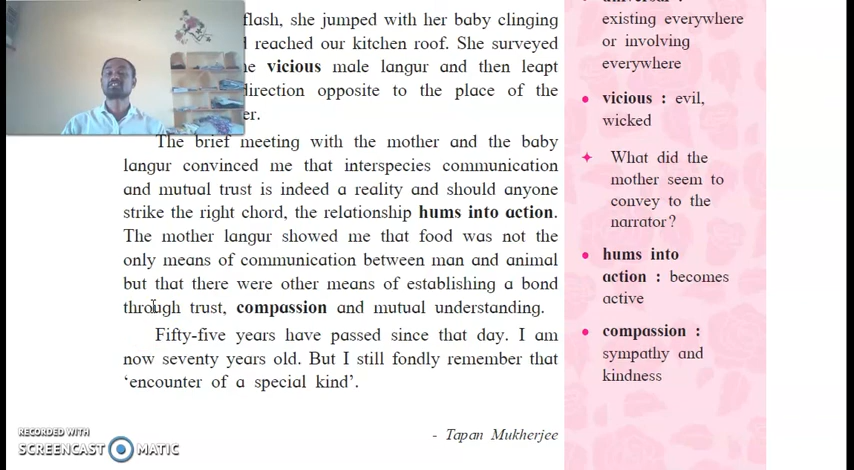 flash, she jumped with her baby clinging
reached our kitchen roof. She surveyed
vicious male langur and then leapt
direction opposite to the place of the
The brief meeting with the mother and the baby
langur convinced me that interspecies communication
and mutual trust is indeed a reality and should anyone
strike the right chord, the relationship hums into action.
The mother langur showed me that food was not the
only means of communication between man and animal
but that there were other means of establishing a bond
through trust, compassion and mutual understanding.
Fifty-five years have passed since that day. I am
now seventy years old. But I still fondly remember that
‘encounter of a special kind’.
- Tapan Mukherjee
existing everywhere
or involving
everywhere
• vicious : evil,
wicked
✦ What did the
mother seem to
convey to the
narrator?
• hums into
action : becomes
active
• compassion :
sympathy and
kindness
RECORDED WITH
SCREENCAST MATIC